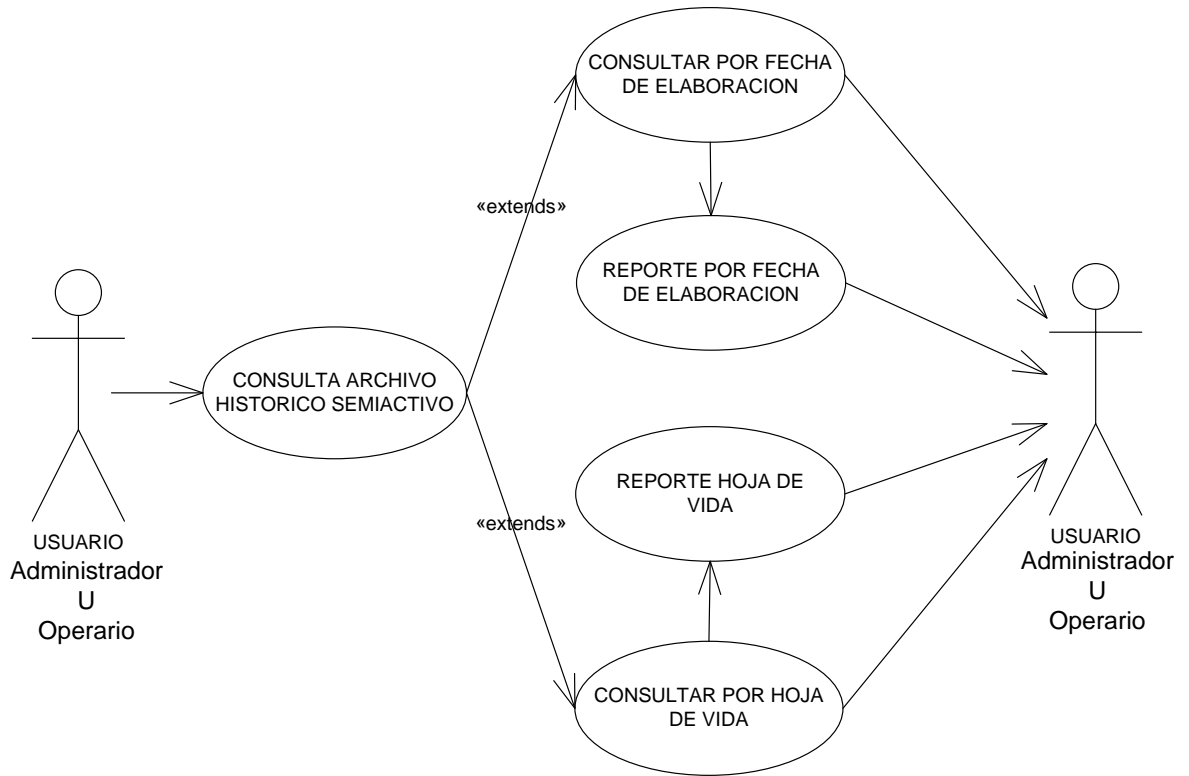 CONSULTAR POR FECHA
DE ELABORACION
«extends»
REPORTE POR FECHA
DE ELABORACION
CONSULTA ARCHIVO
HISTORICO SEMIACTIVO
REPORTE HOJA DE
VIDA
«extends»
USUARIO
Administrador
U
Operario
USUARIO
Administrador
U
Operario
CONSULTAR POR HOJA
DE VIDA